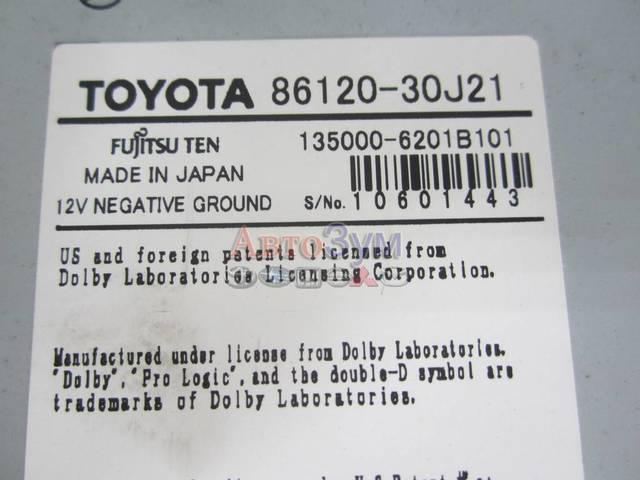 TOYOTA 86120-30J21
FUJITSU TEN 135000-6201B101
MADE IN JAPAN
12V NEGATIVE GROUND S/No. 10601443
АвтоЗум
US and foreign patents licensed from
Dolby Laboratories Licensing Corporation.
Manufactured under license from Dolby Laboratories.
"Dolby", "Pro Logic", and the double-D symbol are
trademarks of Dolby Laboratories.